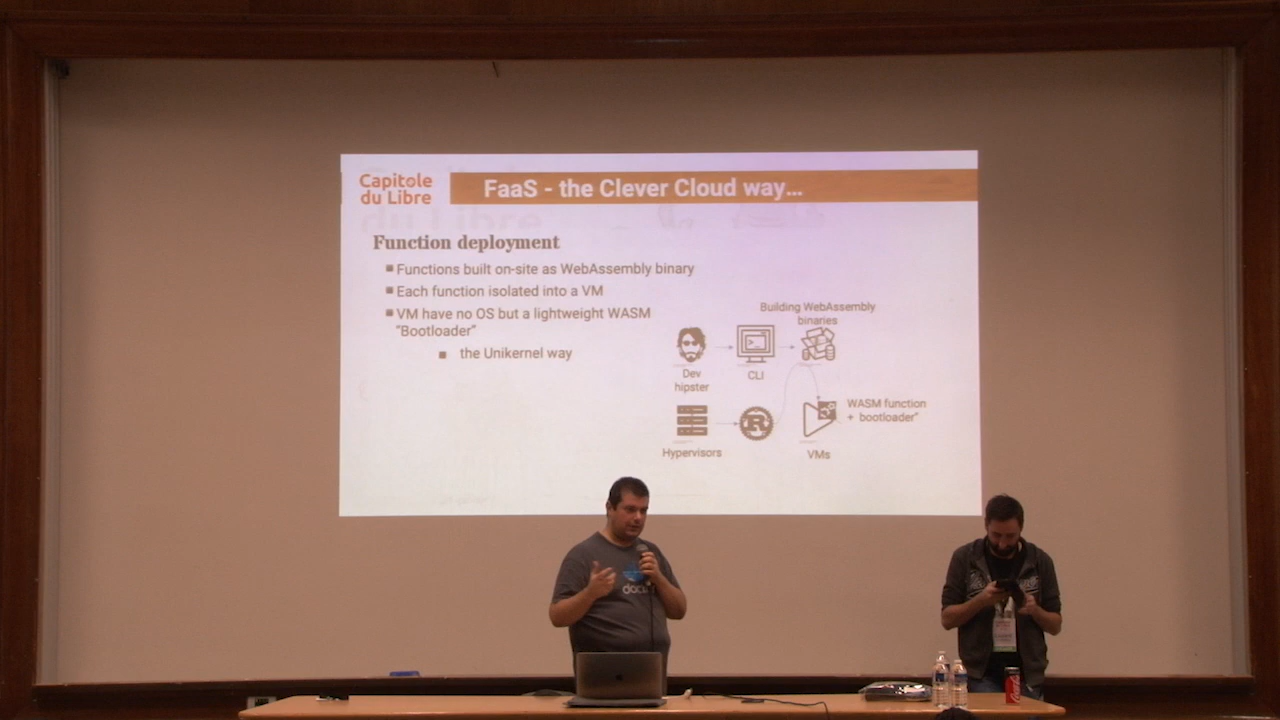 Capitole
du Libre
FaaS - the Clever Cloud way...
Function deployment
Functions built on-site as WebAssembly binary
Each function isolated into a VM
VM have no OS but a lightweight WASM
"Bootloader"
the Unikernel way
Building WebAssembly
binaries
Dev
hipster
CLI
WASM function
+ bootloader"
Hypervisors
R
VMs